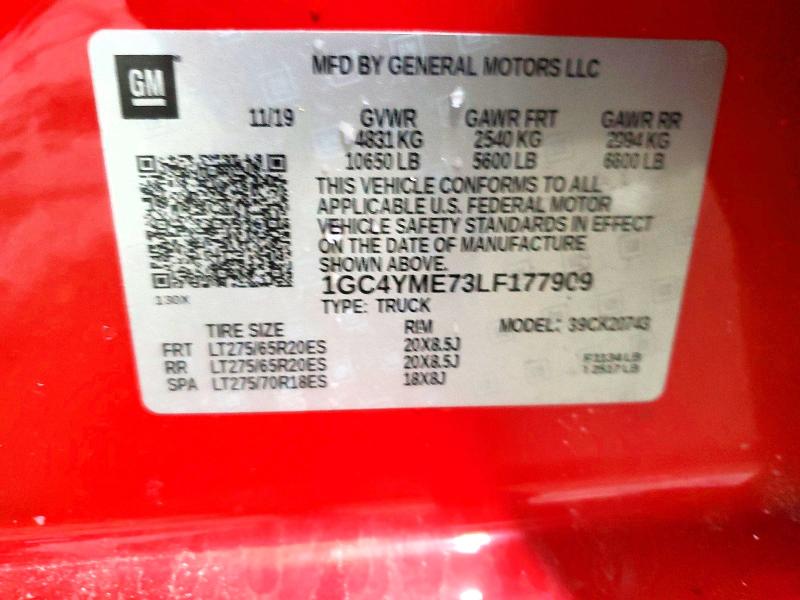 GM
MFD BY GENERAL MOTORS LLC
11/19 GVWR GAWR FRT GAWR RR
4831 KG 2540 KG 2994 KG
10650 LB 5600 LB 6600 LB
THIS VEHICLE CONFORMS TO ALL
APPLICABLE U.S. FEDERAL MOTOR
VEHICLE SAFETY STANDARDS IN EFFECT
ON THE DATE OF MANUFACTURE
SHOWN ABOVE.
1GC4YME73LF177909
TYPE: TRUCK
130X
TIRE SIZE RIM MODEL:
FRT LT275/65R20ES 20X8.5J
RR LT275/65R20ES 20X8.5J
SPA LT275/70R18ES 18X8J